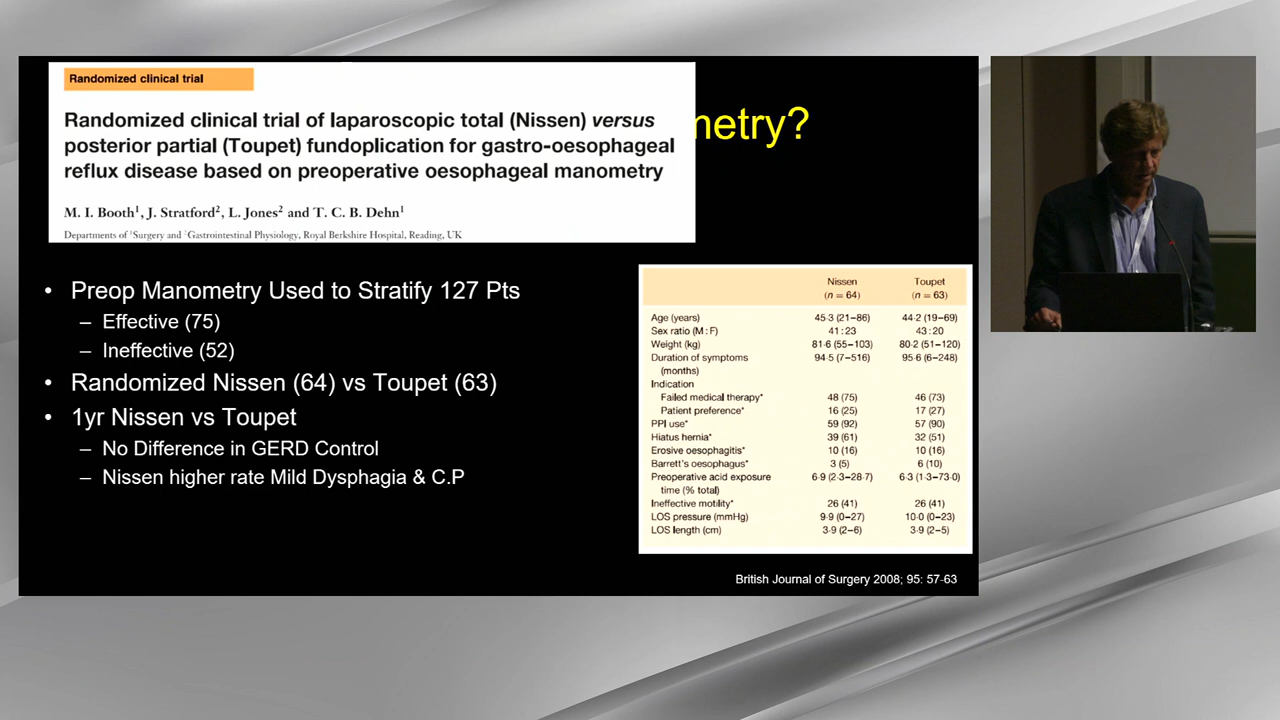 Randomized clinical trial
Randomized clinical trial of laparoscopic total (Nissen) versus
posterior partial (Toupet) fundoplication for gastro-oesophageal
reflux disease based on preoperative oesophageal manometry
M. I. Booth1, J. Stratford2, L. Jones2 and T. C. B. Dehn1
Departments of 1Surgery and 2Gastrointestinal Physiology, Royal Berkshire Hospital, Reading, UK
metry?
• Preop Manometry Used to Stratify 127 Pts
– Effective (75)
– Ineffective (52)
• Randomized Nissen (64) vs Toupet (63)
• 1yr Nissen vs Toupet
– No Difference in GERD Control
– Nissen higher rate Mild Dysphagia & C.P
Nissen Toupet
(n = 64) (n = 63)
Age (years) 45·3 (21–86) 44·2 (19–69)
Sex ratio (M : F) 41 : 23 43 : 20
Weight (kg) 81·6 (55–103) 80·2 (51–120)
Duration of symptoms 94·5 (7–516) 95·6 (6–248)
(months)
Indication
Failed medical therapy* 48 (75) 46 (73)
Patient preference* 16 (25) 17 (27)
PPI use* 59 (92) 57 (90)
Hiatus hernia* 39 (61) 32 (51)
Erosive oesophagitis* 10 (16) 10 (16)
Barrett's oesophagus* 3 (5) 6 (10)
Preoperative acid exposure 6·9 (2·3–28·7) 6·3 (1·3–73·0)
time (% total)
Ineffective motility* 26 (41) 26 (41)
LOS pressure (mmHg) 9·9 (0–27) 10·0 (0–23)
LOS length (cm) 3·9 (2–6) 3·9 (2–5)
British Journal of Surgery 2008; 95: 57-63